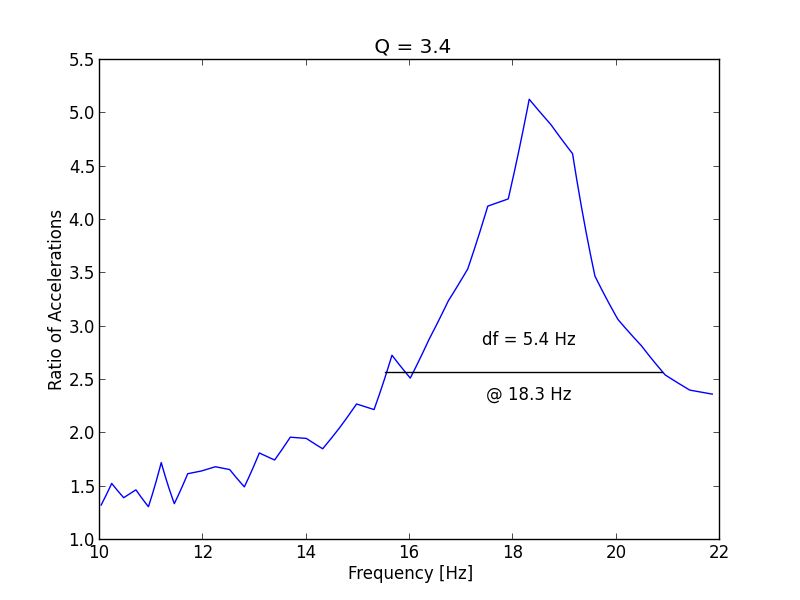 Q = 3.4
5.5
5.0
4.5
4.0
3.5
3.0
2.5
2.0
1.5
1.0
Ratio of Accelerations
df = 5.4 Hz
@ 18.3 Hz
10 12 14 16 18 20 22
Frequency [Hz]